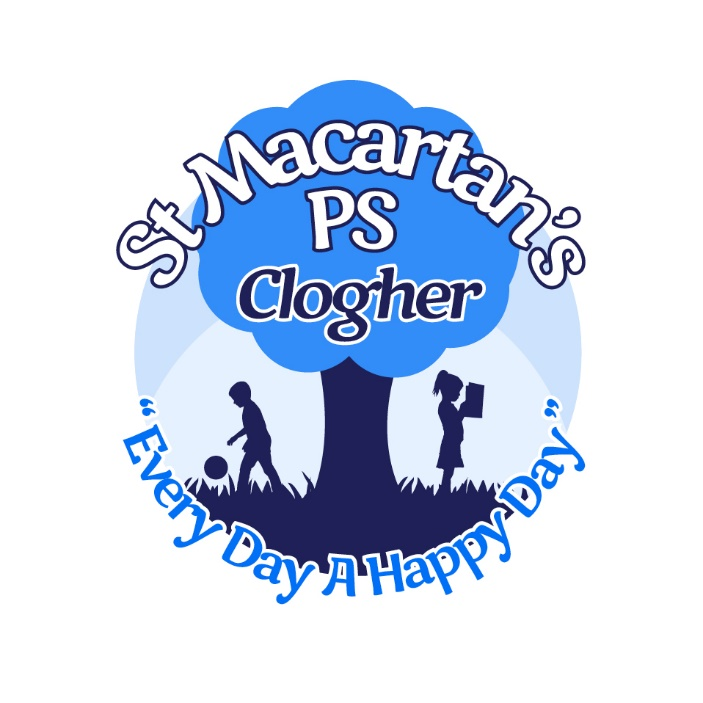 St Macartan's
PS
Clogher
“Every Day A Happy Day”